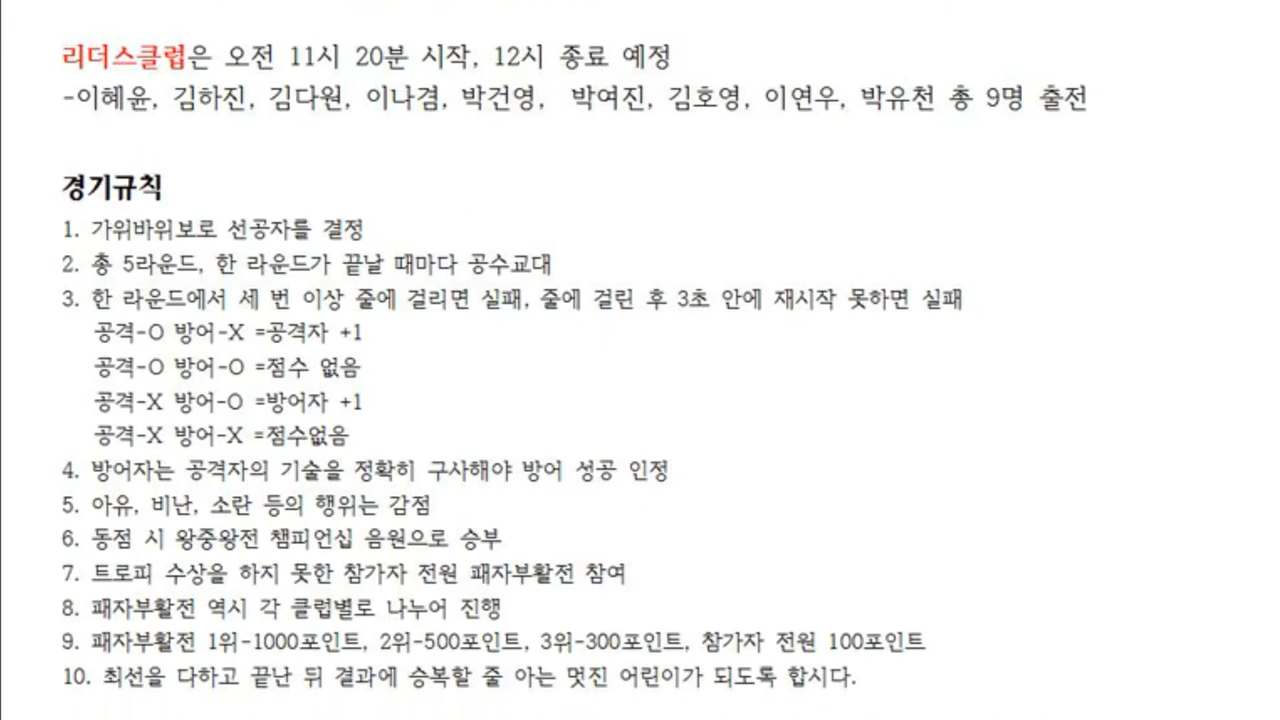 리더스클럽은 오전 11시 20분 시작, 12시 종료 예정
-이혜윤, 김하진, 김다원, 이나겸, 박건영, 박여진, 김호영, 이연우, 박유천 총 9명 출전
경기규칙
1. 가위바위보로 선공자를 결정
2. 총 5라운드, 한 라운드가 끝날 때마다 공수교대
3. 한 라운드에서 세 번 이상 줄에 걸리면 실패, 줄에 걸린 후 3초 안에 재시작 못하면 실패
공격-O 방어-X =공격자 +1
공격-O 방어-O =점수 없음
공격-X 방어-O =방어자 +1
공격-X 방어-X =점수없음
4. 방어자는 공격자의 기술을 정확히 구사해야 방어 성공 인정
5. 아유, 비난, 소란 등의 행위는 감점
6. 동점 시 왕중왕전 챔피언십 음원으로 승부
7. 트로피 수상을 하지 못한 참가자 전원 패자부활전 참여
8. 패자부활전 역시 각 클럽별로 나누어 진행
9. 패자부활전 1위-1000포인트, 2위-500포인트, 3위-300포인트, 참가자 전원 100포인트
10. 최선을 다하고 끝난 뒤 결과에 승복할 줄 아는 멋진 어린이가 되도록 합시다.